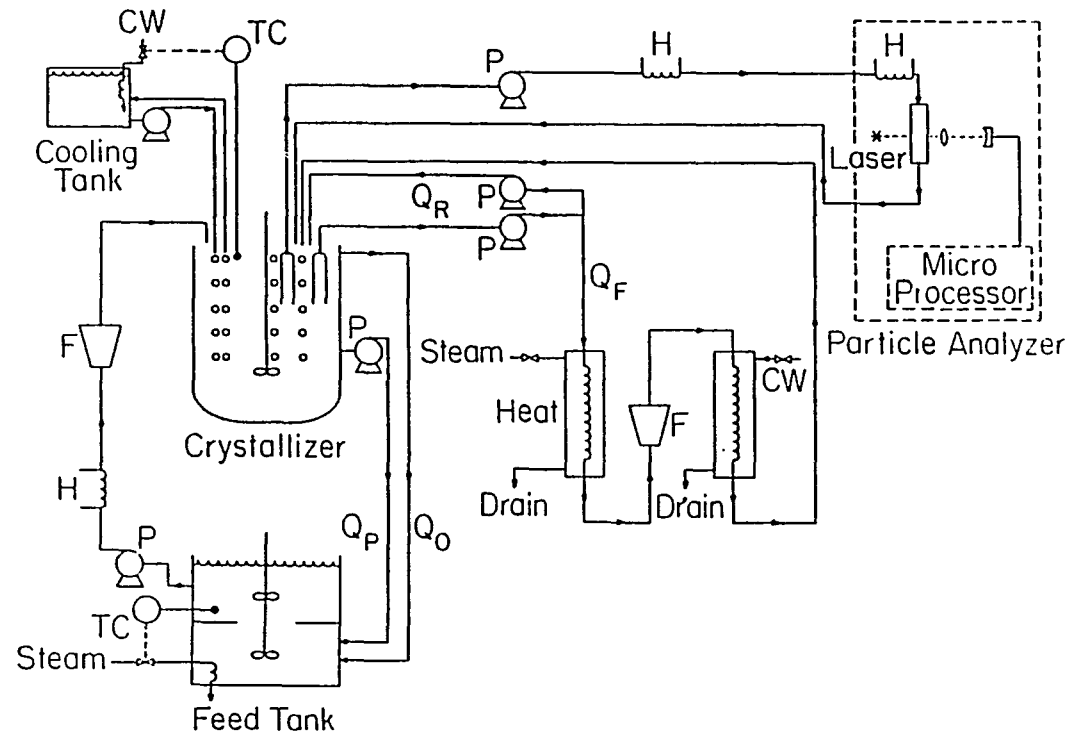 CW
TC
Cooling
Tank
P
H
H
Laser
Micro
Processor
Particle Analyzer
Q_R
P
P
Q_F
F
P
Crystallizer
Steam
Heat
Drain
F
CW
Drain
H
P
Q_P
Q_O
TC
Steam
Feed Tank